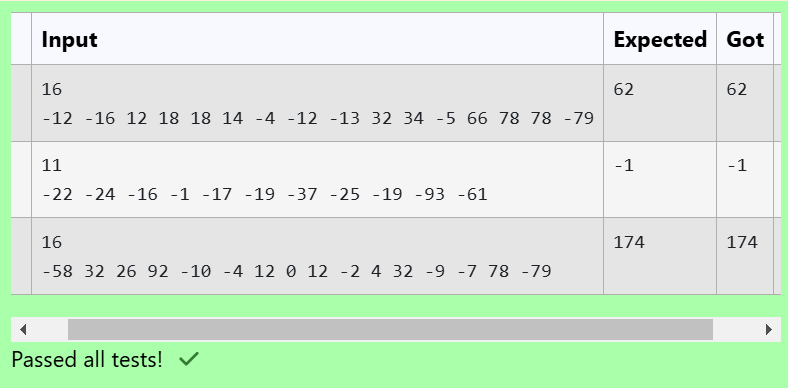 Input Expected Got
16 62 62
-12 -16 12 18 18 14 -4 -12 -13 32 34 -5 66 78 78 -79
11 -1 -1
-22 -24 -16 -1 -17 -19 -37 -25 -19 -93 -61
16 174 174
-58 32 26 92 -10 -4 12 0 12 -2 4 32 -9 -7 78 -79
Passed all tests!